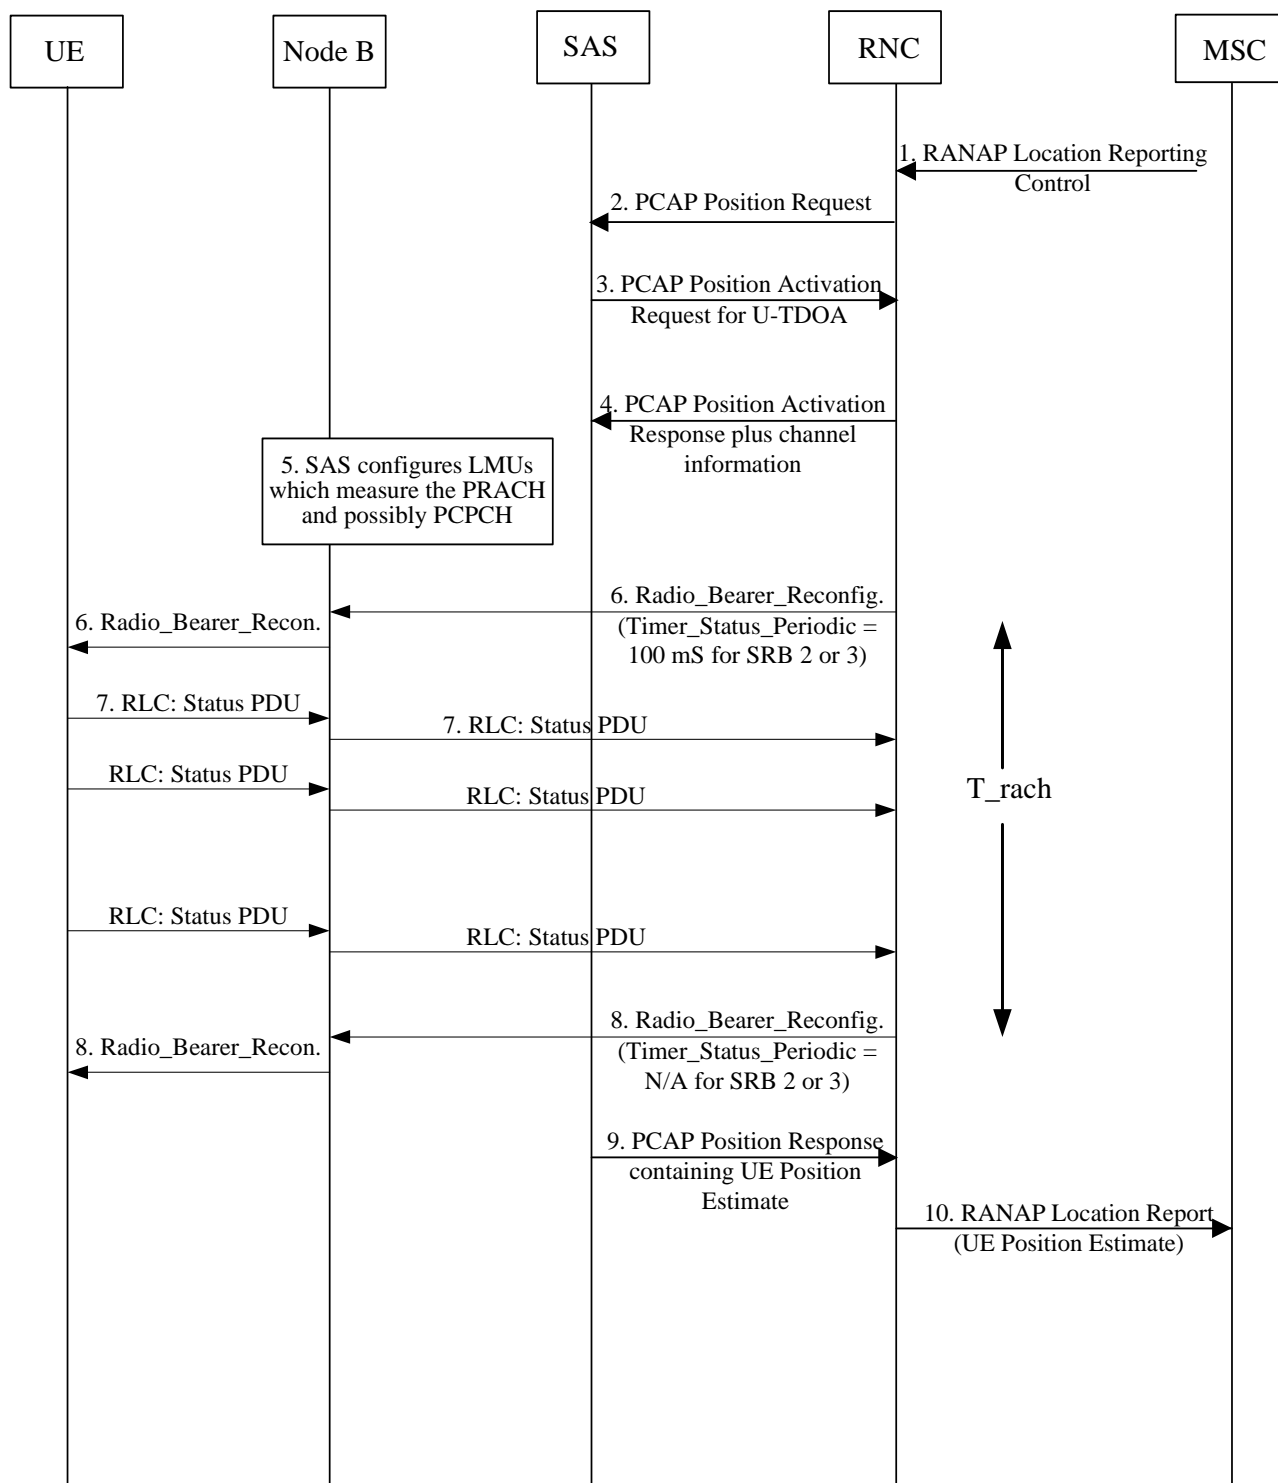 UE
Node B
SAS
RNC
MSC
1. RANAP Location Reporting
Control
2. PCAP Position Request
3. PCAP Position Activation
Request for U-TDOA
4. PCAP Position Activation
Response plus channel
information
5. SAS configures LMUs
which measure the PRACH
and possibly PCPCH
6. Radio_Bearer_Reconfig.
(Timer_Status_Periodic =
100 mS for SRB 2 or 3)
6. Radio_Bearer_Recon.
7. RLC: Status PDU
7. RLC: Status PDU
RLC: Status PDU
RLC: Status PDU
T_rach
RLC: Status PDU
RLC: Status PDU
8. Radio_Bearer_Reconfig.
(Timer_Status_Periodic =
N/A for SRB 2 or 3)
8. Radio_Bearer_Recon.
9. PCAP Position Response
containing UE Position
Estimate
10. RANAP Location Report
(UE Position Estimate)